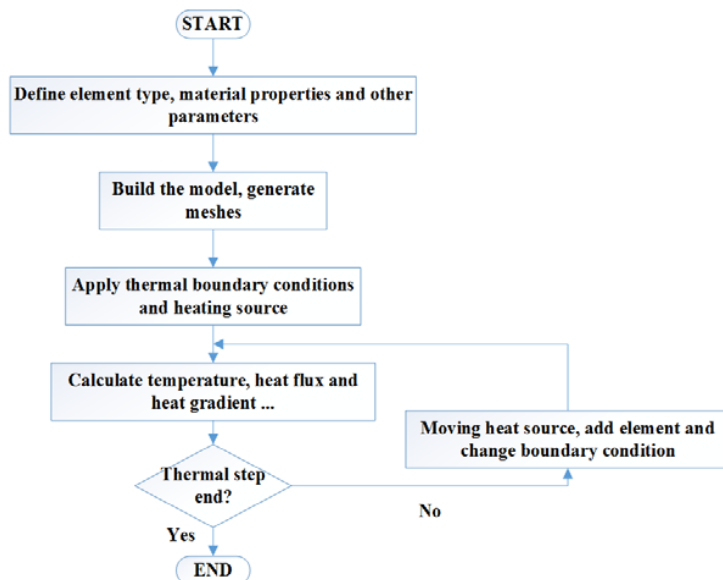 START
Define element type, material properties and other
parameters
Build the model, generate
meshes
Apply thermal boundary conditions
and heating source
Calculate temperature, heat flux and
heat gradient ...
Moving heat source, add element and
change boundary condition
Thermal step
end?
No
Yes
END